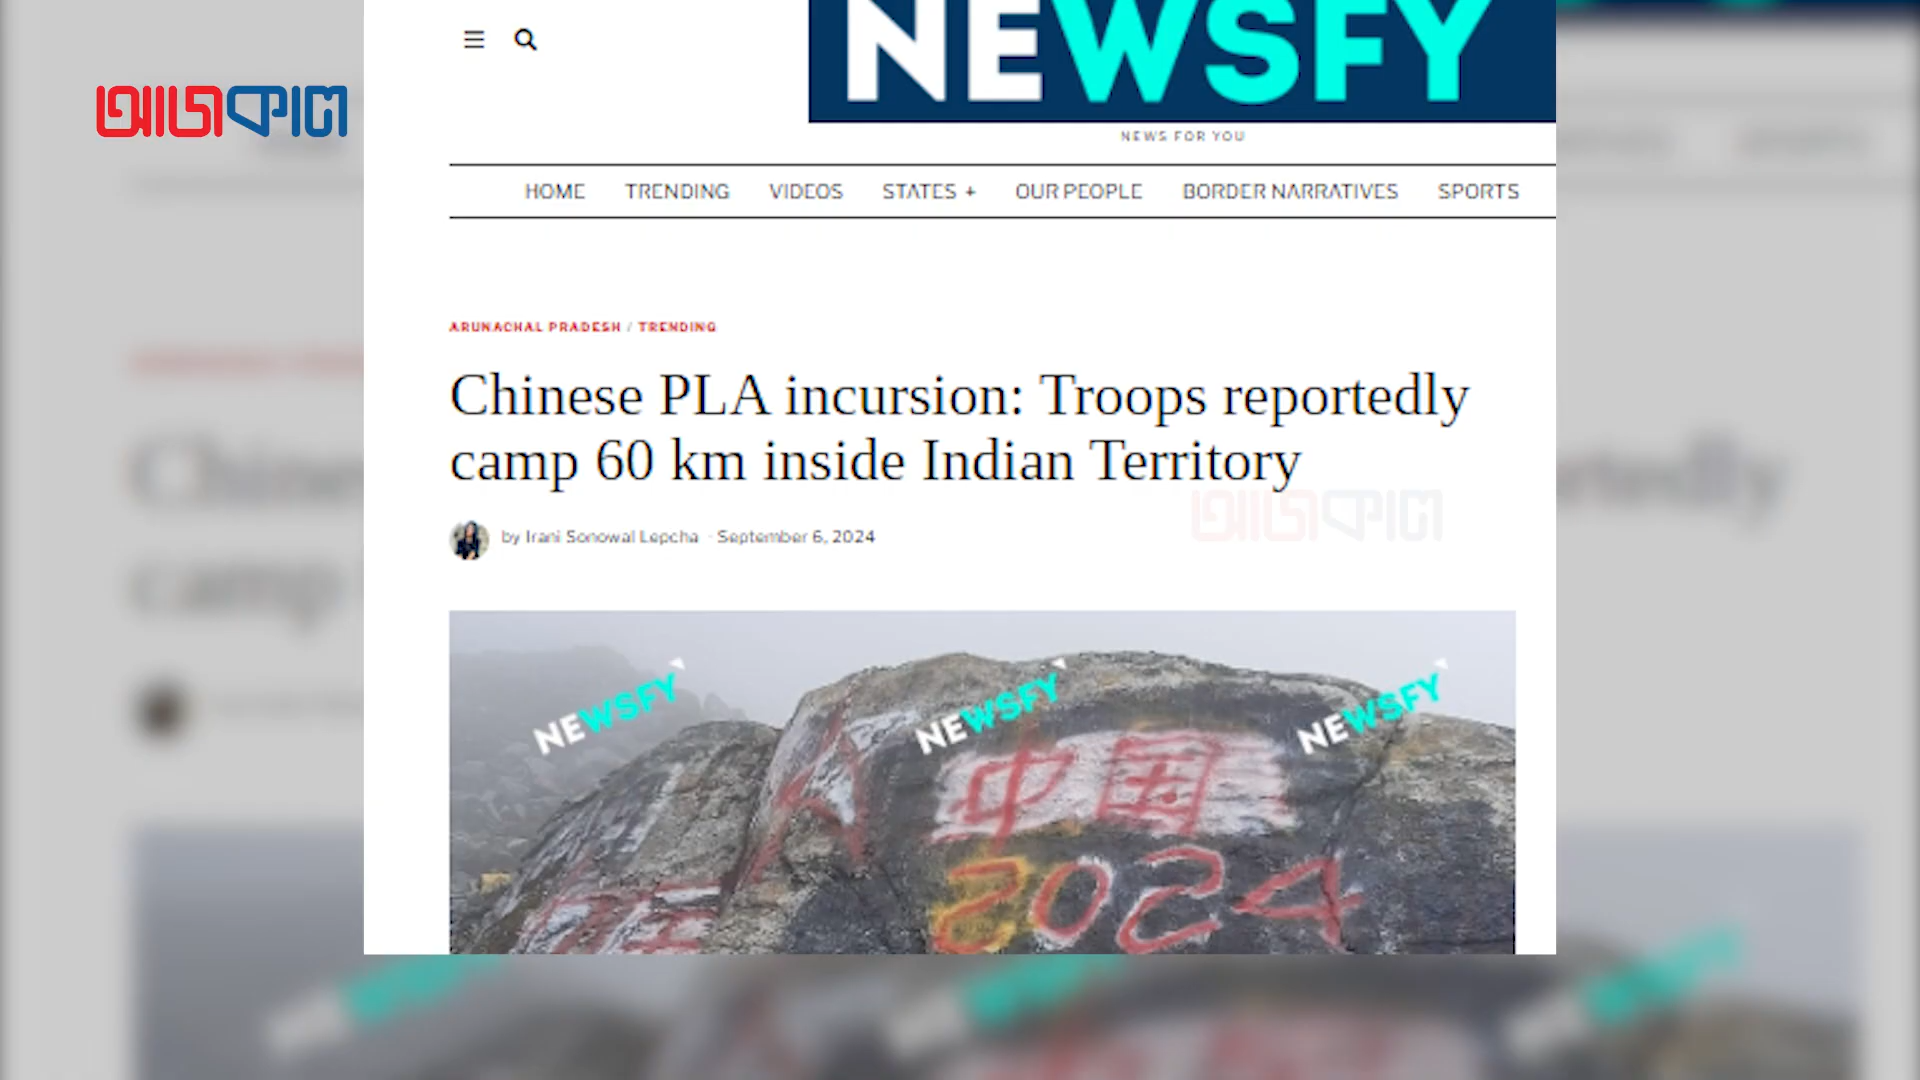 আজকাল
NEWSFY
NEWS FOR YOU
HOME TRENDING VIDEOS STATES + OUR PEOPLE BORDER NARRATIVES SPORTS
ARUNACHAL PRADESH / TRENDING
Chinese PLA incursion: Troops reportedly
camp 60 km inside Indian Territory
আজকাল
by Irani Sonowal Lepcha - September 6, 2024
NEWSFY NEWSFY NEWSFY
中国
2024